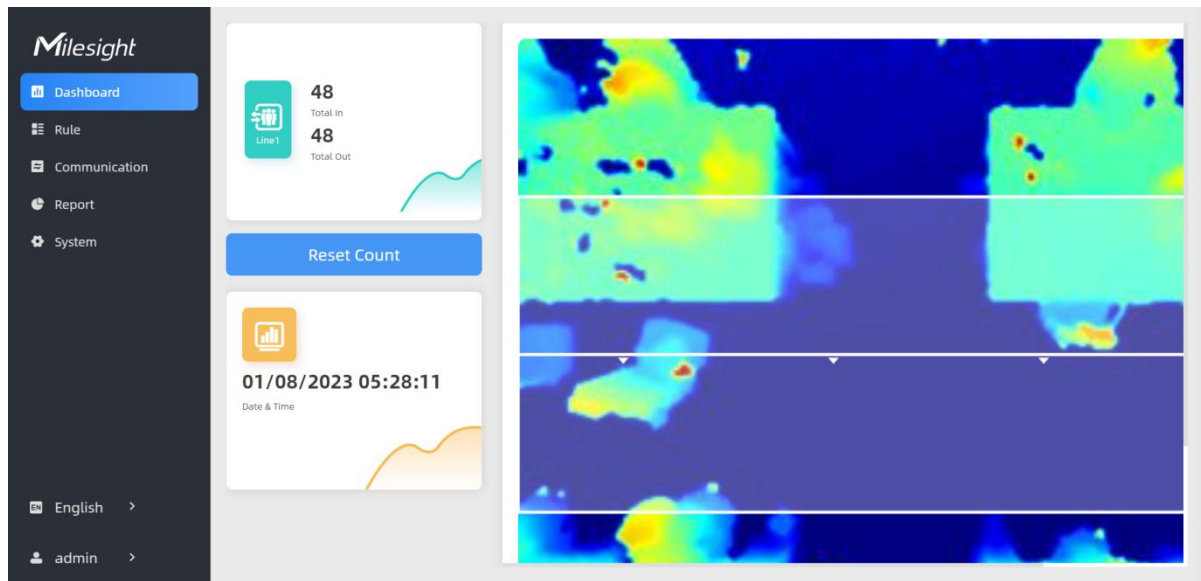 Milesight
Dashboard
Rule
Communication
Report
System
EN English >
admin >
48
Total In
48
Total Out
Line1
Reset Count
01/08/2023 05:28:11
Date & Time